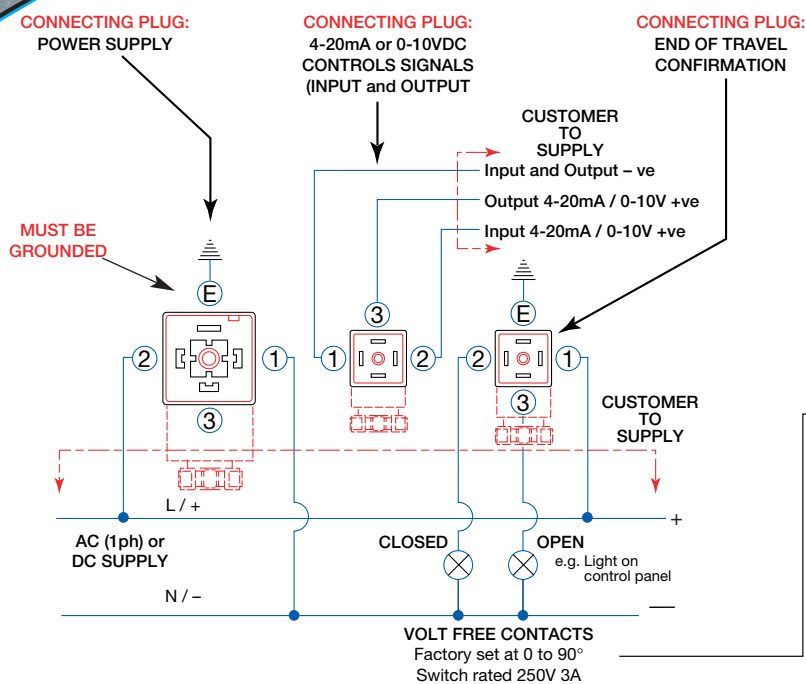 CONNECTING PLUG:
POWER SUPPLY
CONNECTING PLUG:
4-20mA or 0-10VDC
CONTROLS SIGNALS
(INPUT and OUTPUT
CONNECTING PLUG:
END OF TRAVEL
CONFIRMATION
CUSTOMER
TO
SUPPLY
Input and Output – ve
Output 4-20mA / 0-10V +ve
Input 4-20mA / 0-10V +ve
MUST BE
GROUNDED
E
2
1
3
3
1
2
E
2
1
3
CUSTOMER
TO
SUPPLY
L / +
+
AC (1ph) or
DC SUPPLY
CLOSED
OPEN
e.g. Light on
control panel
N / –
—
VOLT FREE CONTACTS
Factory set at 0 to 90°
Switch rated 250V 3A